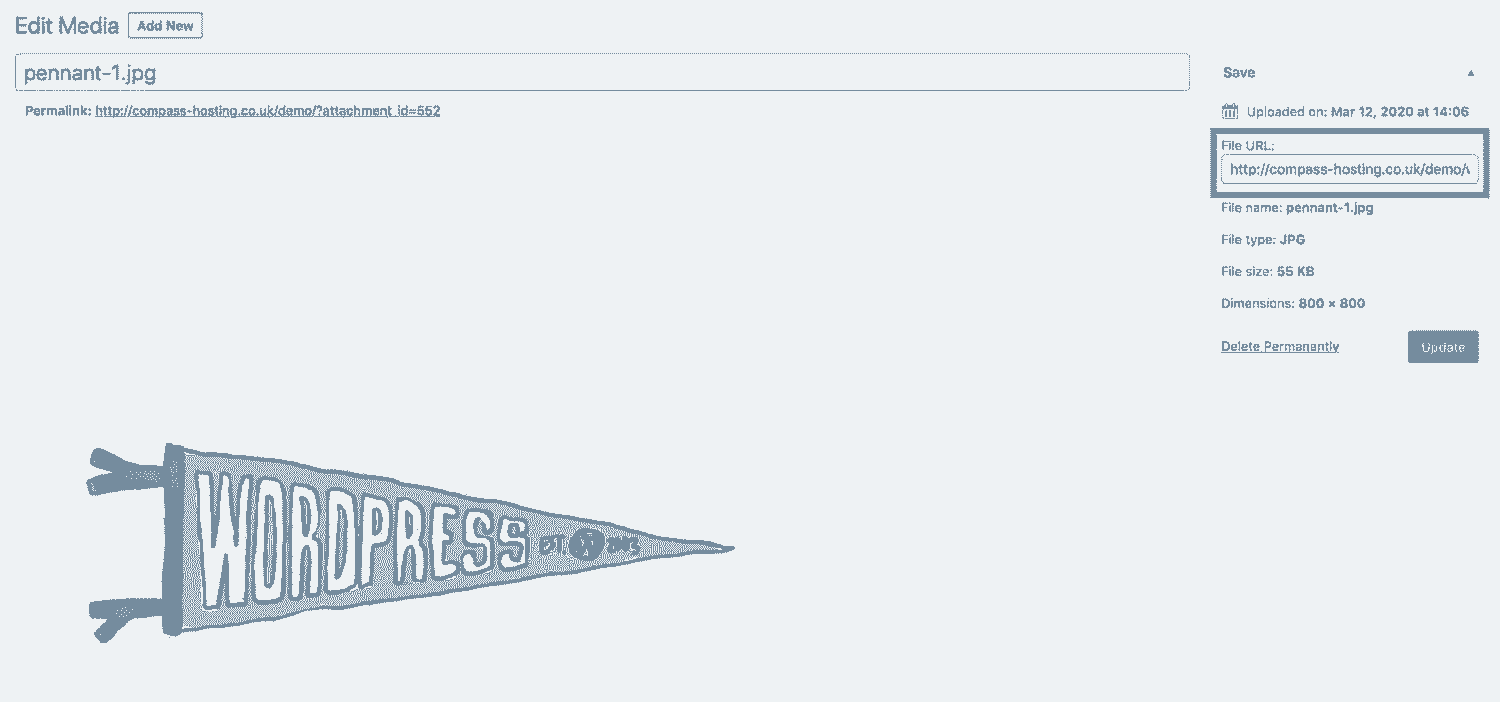 Edit Media Add New
pennant-1.jpg
Permalink: http://compass-hosting.co.uk/demo/?attachment_id=552
Save
Uploaded on: Mar 12, 2020 at 14:06
File URL:
http://compass-hosting.co.uk/demo/
File name: pennant-1.jpg
File type: JPG
File size: 55 KB
Dimensions: 800 × 800
Delete Permanently Update
WORDPRESS EST 2003